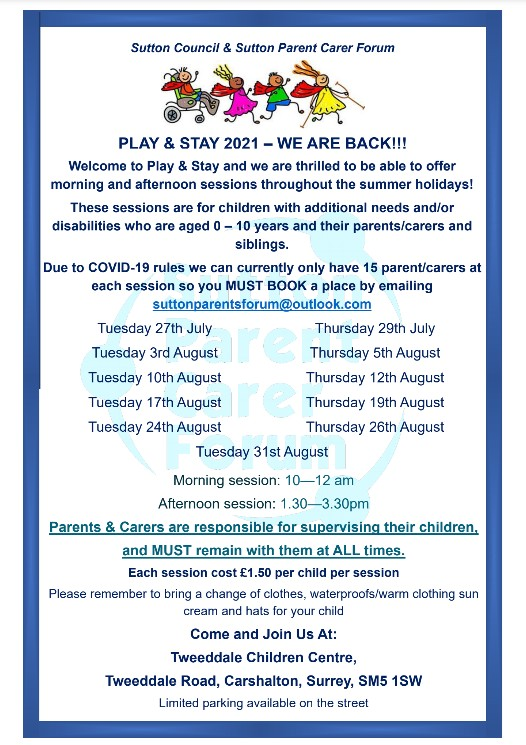 Sutton Council & Sutton Parent Carer Forum
PLAY & STAY 2021 – WE ARE BACK!!!
Welcome to Play & Stay and we are thrilled to be able to offer
morning and afternoon sessions throughout the summer holidays!
These sessions are for children with additional needs and/or
disabilities who are aged 0 – 10 years and their parents/carers and
siblings.
Due to COVID-19 rules we can currently only have 15 parent/carers at
each session so you MUST BOOK a place by emailing
suttonparentsforum@outlook.com
Tuesday 27th July Thursday 29th July
Tuesday 3rd August Thursday 5th August
Tuesday 10th August Thursday 12th August
Tuesday 17th August Thursday 19th August
Tuesday 24th August Thursday 26th August
Tuesday 31st August
Morning session: 10—12 am
Afternoon session: 1.30—3.30pm
Parents & Carers are responsible for supervising their children,
and MUST remain with them at ALL times.
Each session cost £1.50 per child per session
Please remember to bring a change of clothes, waterproofs/warm clothing sun
cream and hats for your child
Come and Join Us At:
Tweeddale Children Centre,
Tweeddale Road, Carshalton, Surrey, SM5 1SW
Limited parking available on the street
Sutton
Parent
Carer
Forum